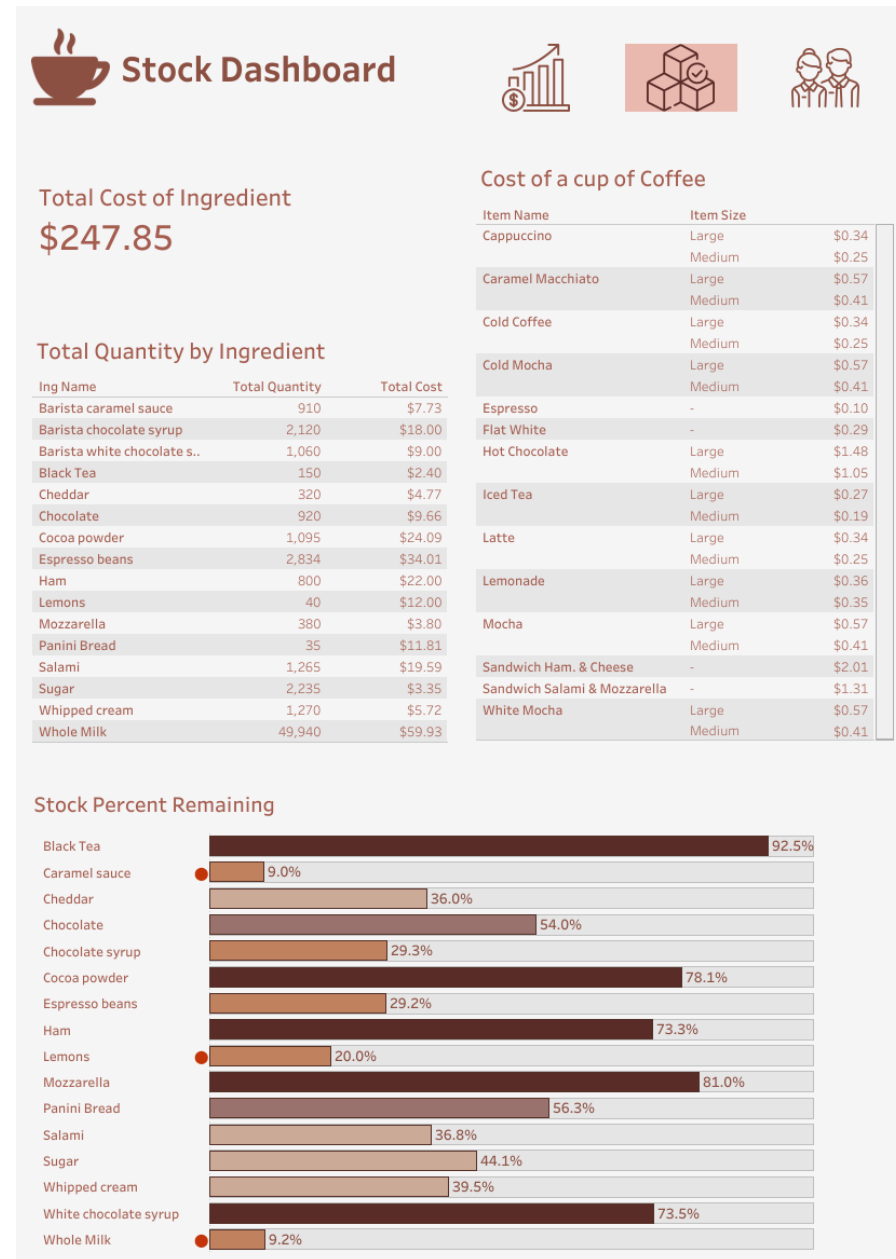 Stock Dashboard
$
Total Cost of Ingredient
$247.85
Total Quantity by Ingredient
Ing Name Total Quantity Total Cost
Barista caramel sauce 910 $7.73
Barista chocolate syrup 2,120 $18.00
Barista white chocolate s.. 1,060 $9.00
Black Tea 150 $2.40
Cheddar 320 $4.77
Chocolate 920 $9.66
Cocoa powder 1,095 $24.09
Espresso beans 2,834 $34.01
Ham 800 $22.00
Lemons 40 $12.00
Mozzarella 380 $3.80
Panini Bread 35 $11.81
Salami 1,265 $19.59
Sugar 2,235 $3.35
Whipped cream 1,270 $5.72
Whole Milk 49,940 $59.93
Cost of a cup of Coffee
Item Name Item Size
Cappuccino Large $0.34
Medium $0.25
Caramel Macchiato Large $0.57
Medium $0.41
Cold Coffee Large $0.34
Medium $0.25
Cold Mocha Large $0.57
Medium $0.41
Espresso - $0.10
Flat White - $0.29
Hot Chocolate Large $1.48
Medium $1.05
Iced Tea Large $0.27
Medium $0.19
Latte Large $0.34
Medium $0.25
Lemonade Large $0.36
Medium $0.35
Mocha Large $0.57
Medium $0.41
Sandwich Ham. & Cheese - $2.01
Sandwich Salami & Mozzarella - $1.31
White Mocha Large $0.57
Medium $0.41
Stock Percent Remaining
Black Tea 92.5%
Caramel sauce 9.0%
Cheddar 36.0%
Chocolate 54.0%
Chocolate syrup 29.3%
Cocoa powder 78.1%
Espresso beans 29.2%
Ham 73.3%
Lemons 20.0%
Mozzarella 81.0%
Panini Bread 56.3%
Salami 36.8%
Sugar 44.1%
Whipped cream 39.5%
White chocolate syrup 73.5%
Whole Milk 9.2%